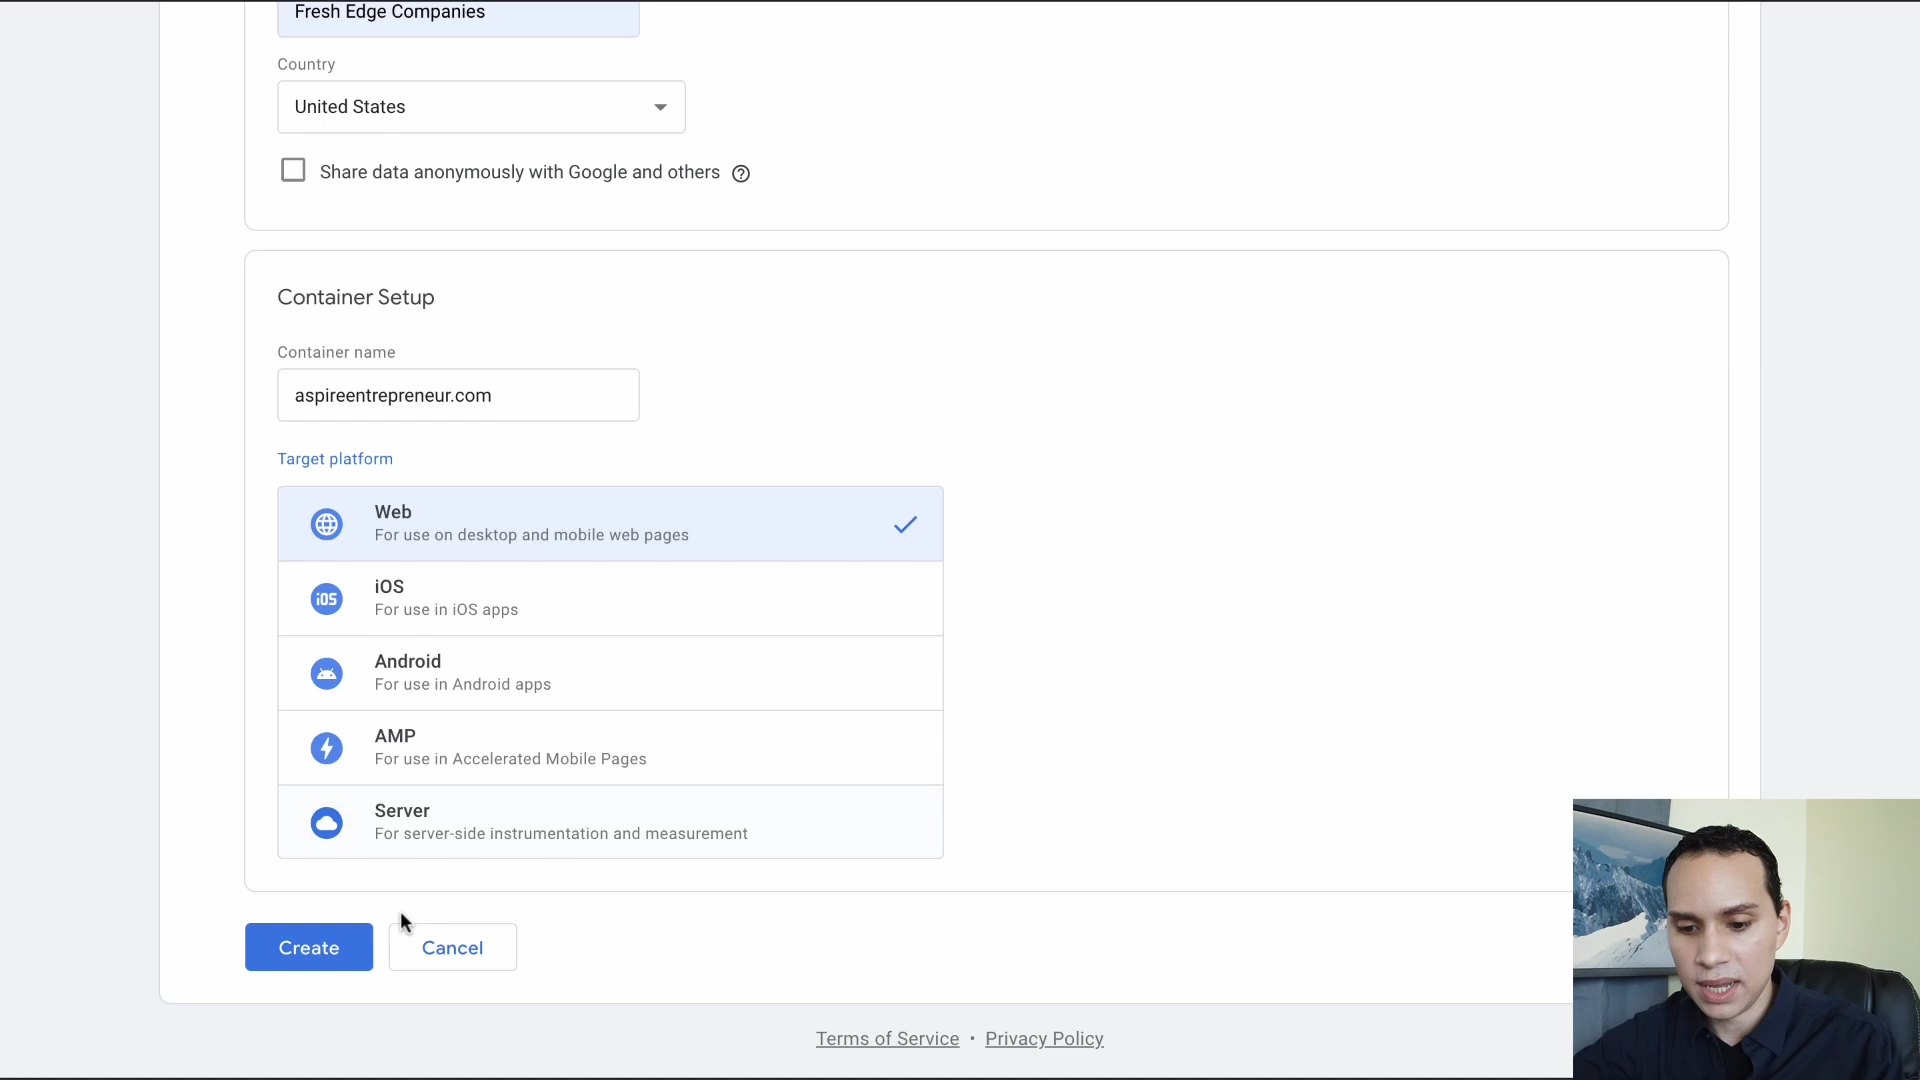 Fresh Edge Companies
Country
United States
Share data anonymously with Google and others
Container Setup
Container name
aspireentrepreneur.com
Target platform
Web
For use on desktop and mobile web pages
iOS
iOS
For use in iOS apps
Android
For use in Android apps
AMP
For use in Accelerated Mobile Pages
Server
For server-side instrumentation and measurement
Create Cancel
Terms of Service • Privacy Policy